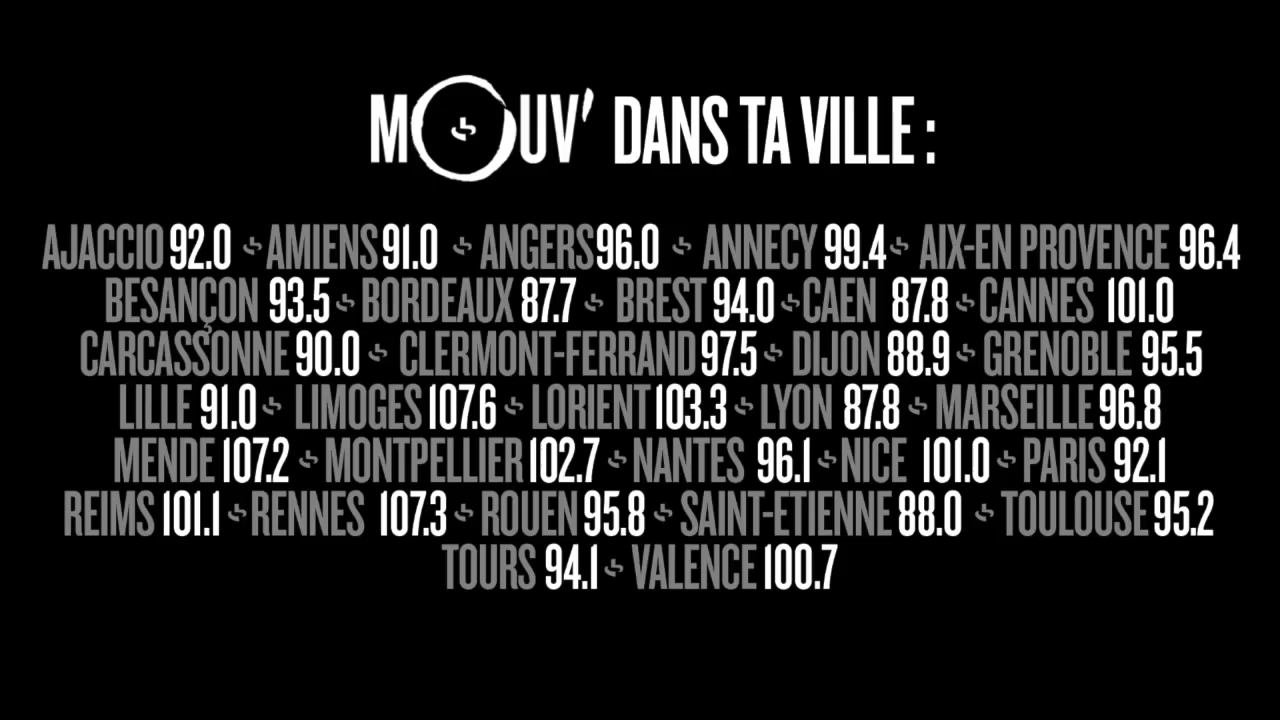 MOUV' DANS TA VILLE :
AJACCIO 92.0 AMIENS 91.0 ANGERS 96.0 ANNECY 99.4 AIX-EN PROVENCE 96.4
BESANÇON 93.5 BORDEAUX 87.7 BREST 94.0 CAEN 87.8 CANNES 101.0
CARCASSONNE 90.0 CLERMONT-FERRAND 97.5 DIJON 88.9 GRENOBLE 95.5
LILLE 91.0 LIMOGES 107.6 LORIENT 103.3 LYON 87.8 MARSEILLE 96.8
MENDE 107.2 MONTPELLIER 102.7 NANTES 96.1 NICE 101.0 PARIS 92.1
REIMS 101.1 RENNES 107.3 ROUEN 95.8 SAINT-ETIENNE 88.0 TOULOUSE 95.2
TOURS 94.1 VALENCE 100.7